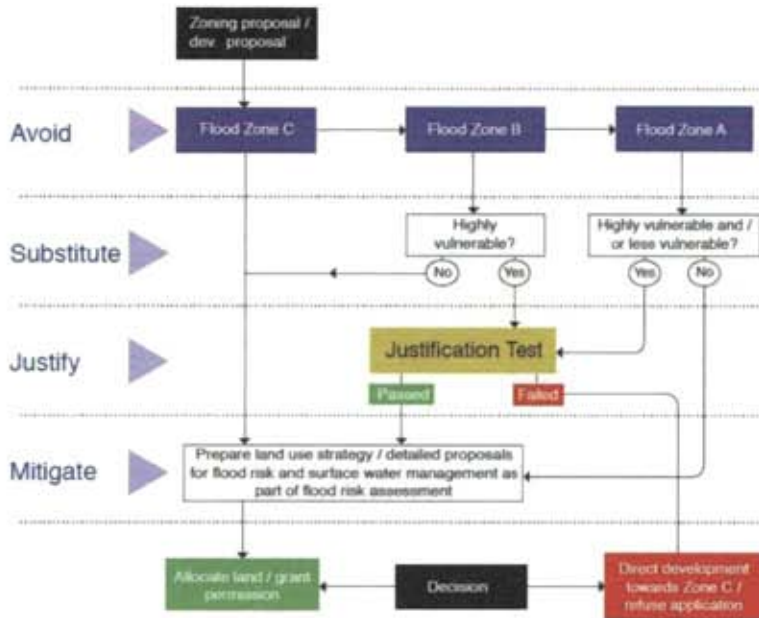 Zoning proposal /
dev. proposal
Avoid
Flood Zone C
Flood Zone B
Flood Zone A
Substitute
Highly
vulnerable?
Highly vulnerable and /
or less vulnerable?
No
Yes
Yes
No
Justify
Justification Test
Passed
Failed
Mitigate
Prepare land use strategy / detailed proposals
for flood risk and surface water management as
part of flood risk assessment
Allocate land / grant
permission
Decision
Direct development
towards Zone C /
refuse application